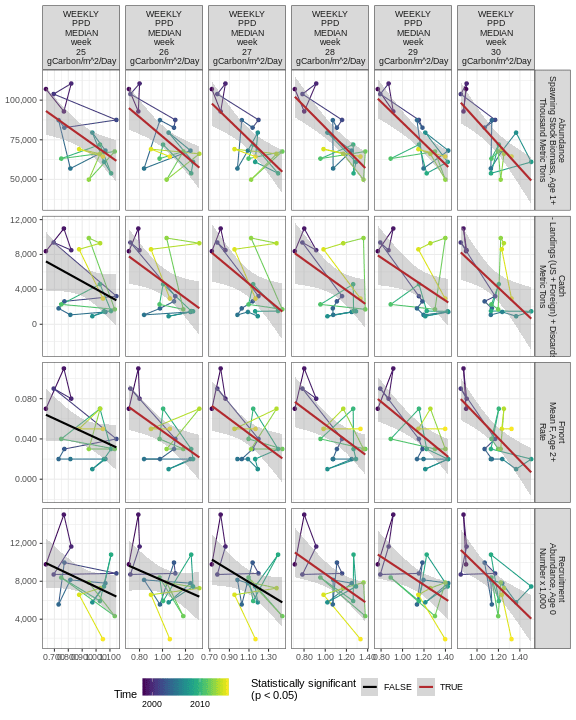 WEEKLY
PPD
MEDIAN
week
25
gCarbon/m^2/Day
WEEKLY
PPD
MEDIAN
week
26
gCarbon/m^2/Day
WEEKLY
PPD
MEDIAN
week
27
gCarbon/m^2/Day
WEEKLY
PPD
MEDIAN
week
28
gCarbon/m^2/Day
WEEKLY
PPD
MEDIAN
week
29
gCarbon/m^2/Day
WEEKLY
PPD
MEDIAN
week
30
gCarbon/m^2/Day
100,000
75,000
50,000
Abundance
Spawning Stock Biomass, Age 1+
Thousand Metric Tons
12,000
8,000
4,000
0
Catch
- Landings (US + Foreign) + Discards
Metric Tons
0.080
0.040
0.000
Fmort
Mean F, Age 2+
Rate
12,000
8,000
4,000
Recruitment
Abundance, Age 0
Number x 1,000
0.80 1.00 1.20
0.70 0.90 1.10 1.30
0.80 1.00 1.20 1.40
0.80 1.00 1.20 1.40
1.00 1.20 1.40
Time
2000 2010
Statistically significant
(p < 0.05)
FALSE
TRUE